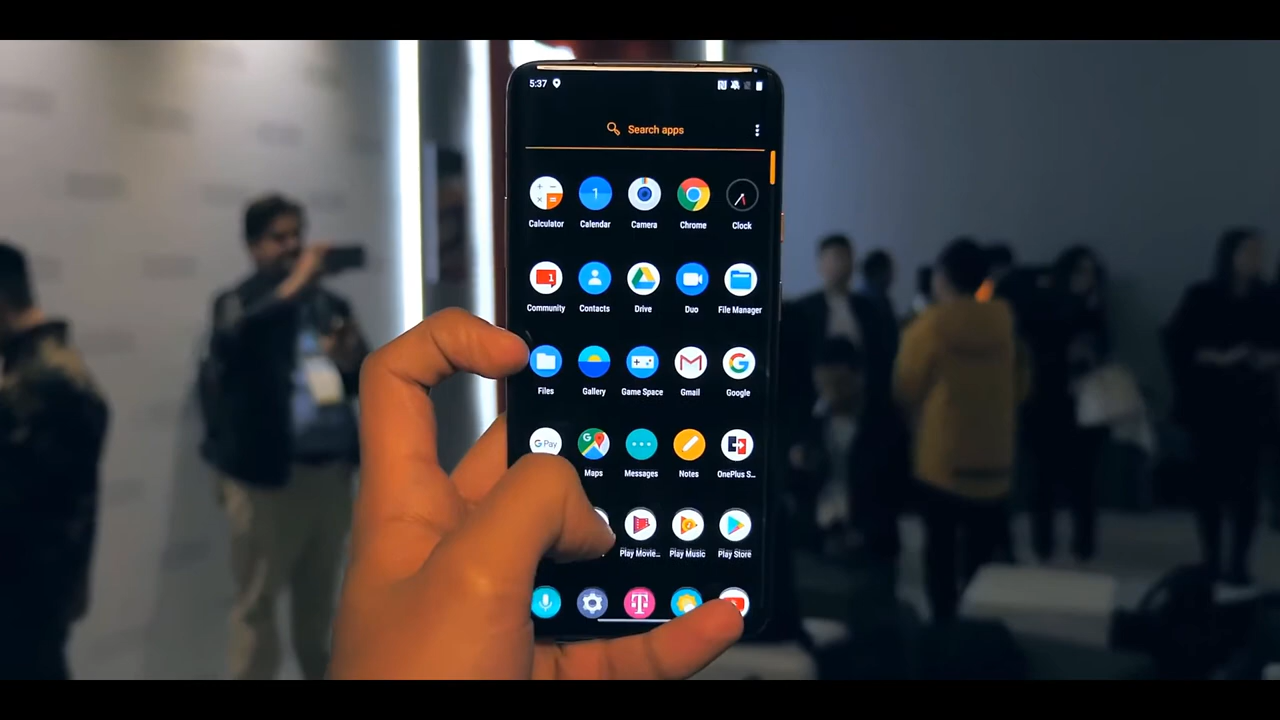 5:37
Search apps
Calculator Calendar Camera Chrome Clock
Community Contacts Drive Duo File Manager
Files Gallery Game Space Gmail Google
G Pay Maps Messages Notes OnePlus S...
Play Movie... Play Music Play Store